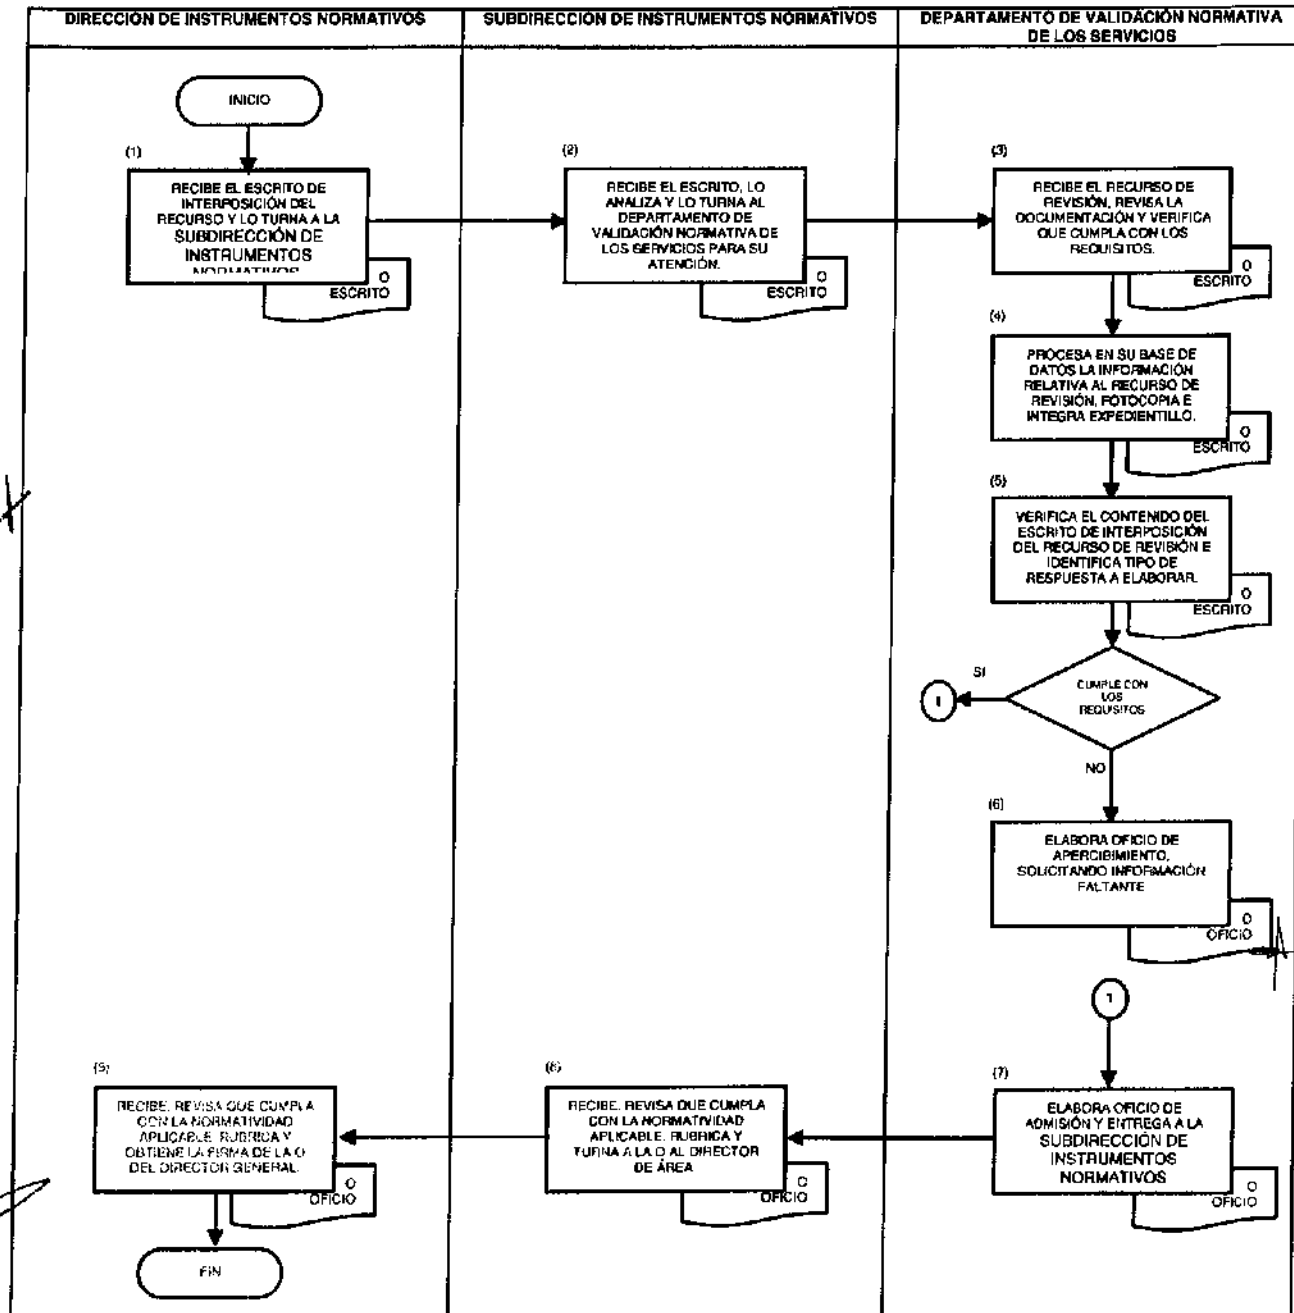 DIRECCIÓN DE INSTRUMENTOS NORMATIVOS
SUBDIRECCIÓN DE INSTRUMENTOS NORMATIVOS
DEPARTAMENTO DE VALIDACIÓN NORMATIVA
DE LOS SERVICIOS
INICIO
(1)
RECIBE EL ESCRITO DE
INTERPOSICIÓN DEL
RECURSO Y LO TURNA A LA
SUBDIRECCIÓN DE
INSTRUMENTOS
NORMATIVOS
O
ESCRITO
(2)
RECIBE EL ESCRITO, LO
ANALIZA Y LO TURNA AL
DEPARTAMENTO DE
VALIDACIÓN NORMATIVA DE
LOS SERVICIOS PARA SU
ATENCIÓN.
O
ESCRITO
(3)
RECIBE EL RECURSO DE
REVISIÓN, REVISA LA
DOCUMENTACIÓN Y VERIFICA
QUE CUMPLA CON LOS
REQUISITOS.
O
ESCRITO
(4)
PROCESA EN SU BASE DE
DATOS LA INFORMACIÓN
RELATIVA AL RECURSO DE
REVISIÓN, FOTOCOPIA E
INTEGRA EXPEDIENTILLO.
O
ESCRITO
(5)
VERIFICA EL CONTENIDO DEL
ESCRITO DE INTERPOSICIÓN
DEL RECURSO DE REVISIÓN E
IDENTIFICA TIPO DE
RESPUESTA A ELABORAR.
O
ESCRITO
CUMPLE CON
LOS
REQUISITOS
SI
1
NO
(6)
ELABORA OFICIO DE
APERCIBIMIENTO,
SOLICITANDO INFORMACIÓN
FALTANTE
O
OFICIO
1
(7)
ELABORA OFICIO DE
ADMISIÓN Y ENTREGA A LA
SUBDIRECCIÓN DE
INSTRUMENTOS
NORMATIVOS
O
OFICIO
(8)
RECIBE, REVISA QUE CUMPLA
CON LA NORMATIVIDAD
APLICABLE, RUBRICA Y
TURNA A LA O AL DIRECTOR
DE ÁREA
O
OFICIO
(9)
RECIBE, REVISA QUE CUMPLA
CON LA NORMATIVIDAD
APLICABLE, RUBRICA Y
OBTIENE LA FIRMA DE LA O
DEL DIRECTOR GENERAL.
O
OFICIO
FIN